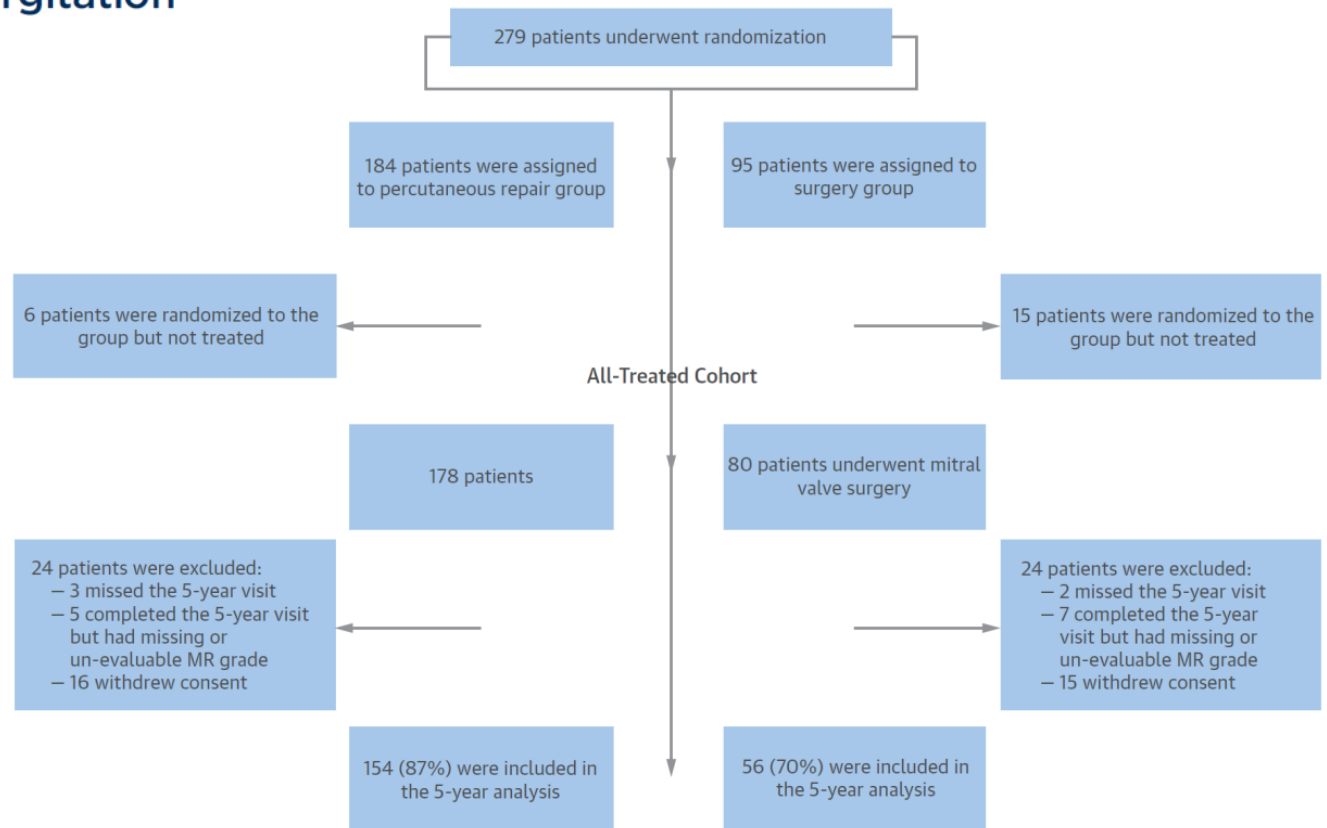 279 patients underwent randomization
184 patients were assigned
to percutaneous repair group
95 patients were assigned to
surgery group
6 patients were randomized to the
group but not treated
15 patients were randomized to the
group but not treated
All-Treated Cohort
178 patients
80 patients underwent mitral
valve surgery
24 patients were excluded:
– 3 missed the 5-year visit
– 5 completed the 5-year visit
but had missing or
un-evaluable MR grade
– 16 withdrew consent
24 patients were excluded:
– 2 missed the 5-year visit
– 7 completed the 5-year
visit but had missing or
un-evaluable MR grade
– 15 withdrew consent
154 (87%) were included in
the 5-year analysis
56 (70%) were included in
the 5-year analysis